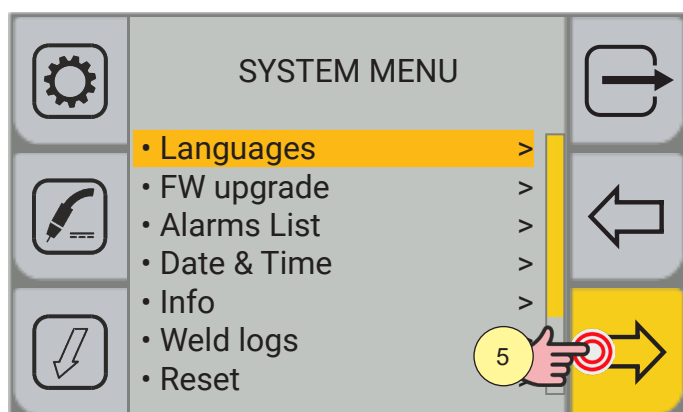 SYSTEM MENU
• Languages >
• FW upgrade >
• Alarms List >
• Date & Time >
• Info >
• Weld logs
• Reset >
5